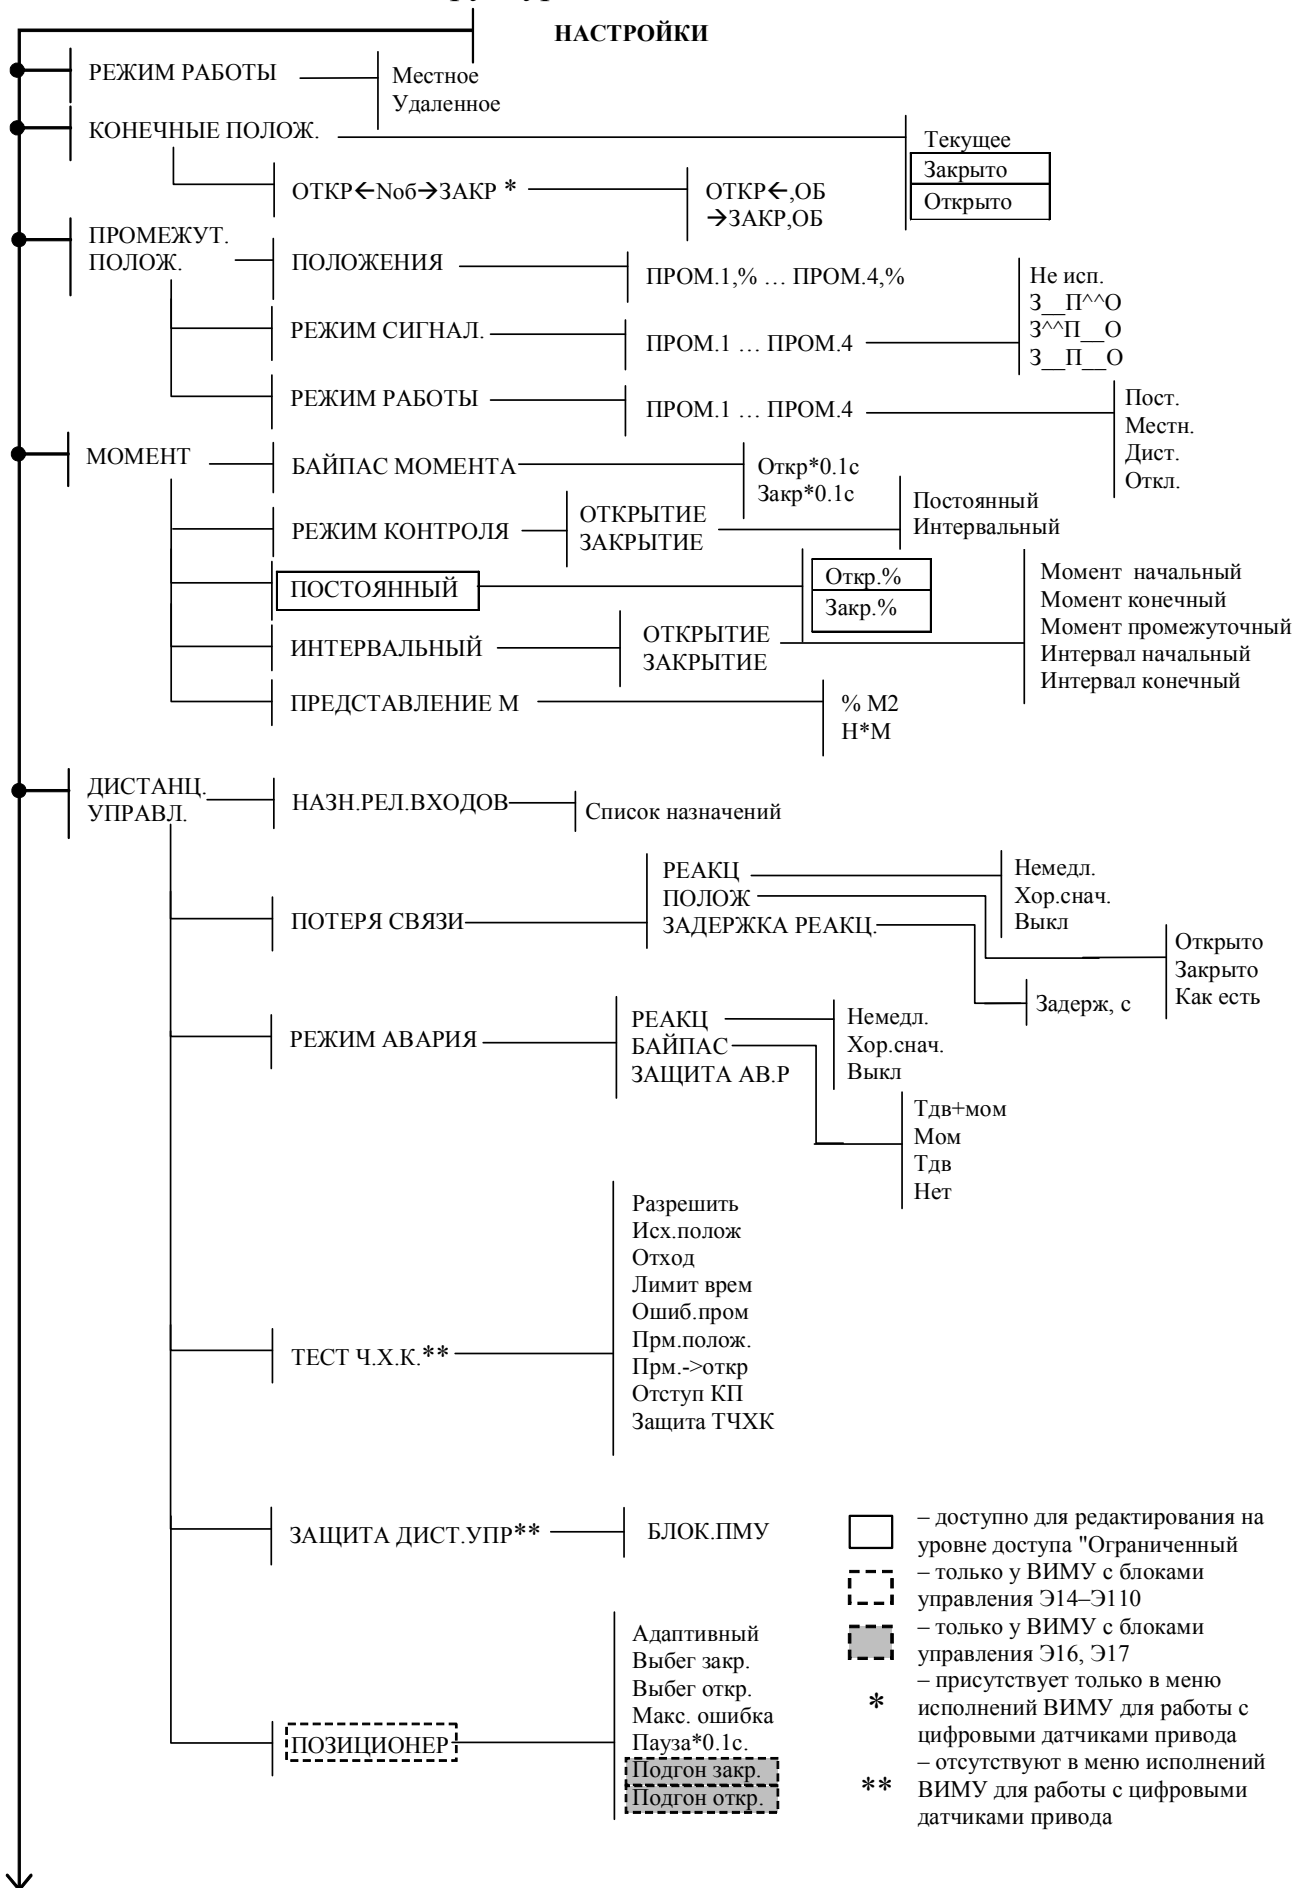 НАСТРОЙКИ
РЕЖИМ РАБОТЫ
Местное
Удаленное
КОНЕЧНЫЕ ПОЛОЖ.
Текущее
Закрыто
Открыто
ОТКР←Nоб→ЗАКР *
ОТКР←,ОБ
→ЗАКР,ОБ
ПРОМЕЖУТ.
ПОЛОЖ.
ПОЛОЖЕНИЯ
ПРОМ.1,% … ПРОМ.4,%
РЕЖИМ СИГНАЛ.
ПРОМ.1 … ПРОМ.4
Не исп.
З__П^^О
З^^П__О
З__П__О
РЕЖИМ РАБОТЫ
ПРОМ.1 … ПРОМ.4
Пост.
Местн.
Дист.
Откл.
МОМЕНТ
БАЙПАС МОМЕНТА
Откр*0.1с
Закр*0.1с
РЕЖИМ КОНТРОЛЯ
ОТКРЫТИЕ
ЗАКРЫТИЕ
Постоянный
Интервальный
ПОСТОЯННЫЙ
Откр.%
Закр.%
ИНТЕРВАЛЬНЫЙ
ОТКРЫТИЕ
ЗАКРЫТИЕ
Момент начальный
Момент конечный
Момент промежуточный
Интервал начальный
Интервал конечный
ПРЕДСТАВЛЕНИЕ М
% М2
Н*М
ДИСТАНЦ.
УПРАВЛ.
НАЗН.РЕЛ.ВХОДОВ
Список назначений
ПОТЕРЯ СВЯЗИ
РЕАКЦ
ПОЛОЖ
ЗАДЕРЖКА РЕАКЦ.
Немедл.
Хор.снач.
Выкл
Открыто
Закрыто
Как есть
Задерж, с
РЕЖИМ АВАРИЯ
РЕАКЦ
БАЙПАС
ЗАЩИТА АВ.Р
Немедл.
Хор.снач.
Выкл
Тдв+мом
Мом
Тдв
Нет
ТЕСТ Ч.Х.К.**
Разрешить
Исх.полож
Отход
Лимит врем
Ошиб.пром
Прм.полож.
Прм.->откр
Отступ КП
Защита ТЧХК
ЗАЩИТА ДИСТ.УПР**
БЛОК.ПМУ
ПОЗИЦИОНЕР
Адаптивный
Выбег закр.
Выбег откр.
Макс. ошибка
Пауза*0.1с.
Подгон закр.
Подгон откр.
– доступно для редактирования на
уровне доступа "Ограниченный
– только у ВИМУ с блоками
управления Э14–Э110
– только у ВИМУ с блоками
управления Э16, Э17
* – присутствует только в меню
исполнений ВИМУ для работы с
цифровыми датчиками привода
– отсутствуют в меню исполнений
** ВИМУ для работы с цифровыми
датчиками привода